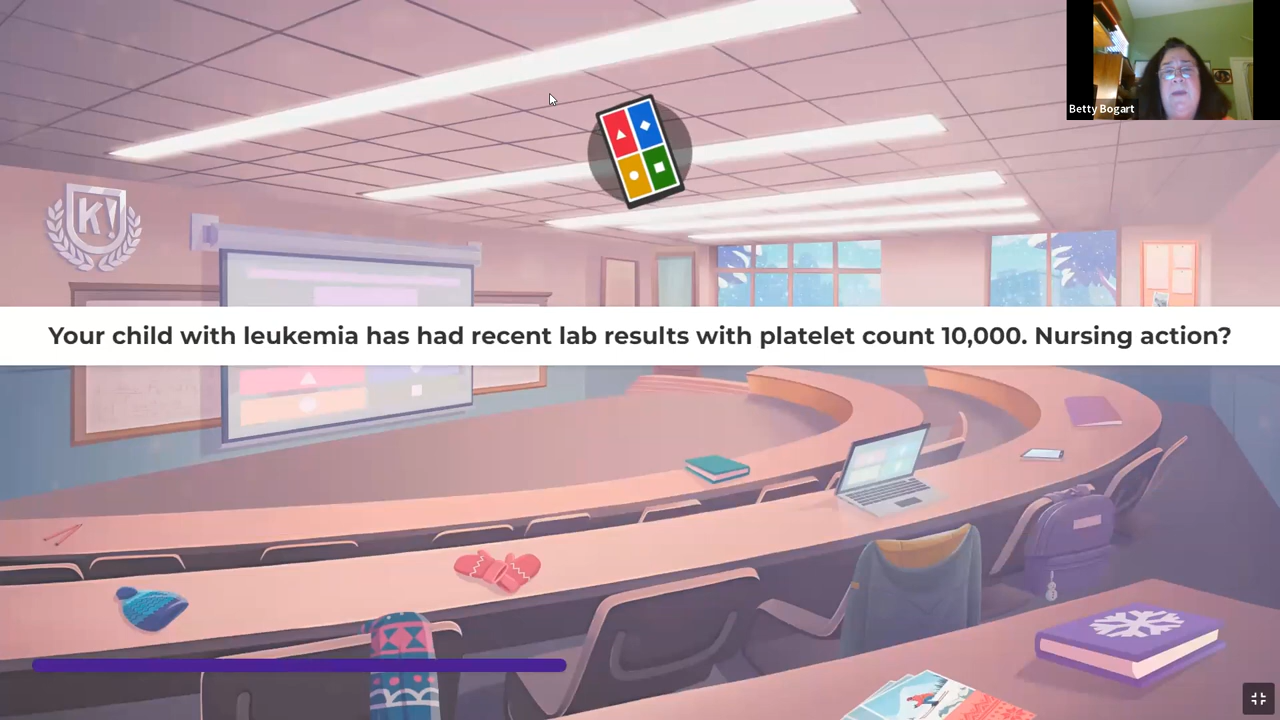 Betty Bogart
K!
Your child with leukemia has had recent lab results with platelet count 10,000. Nursing action?